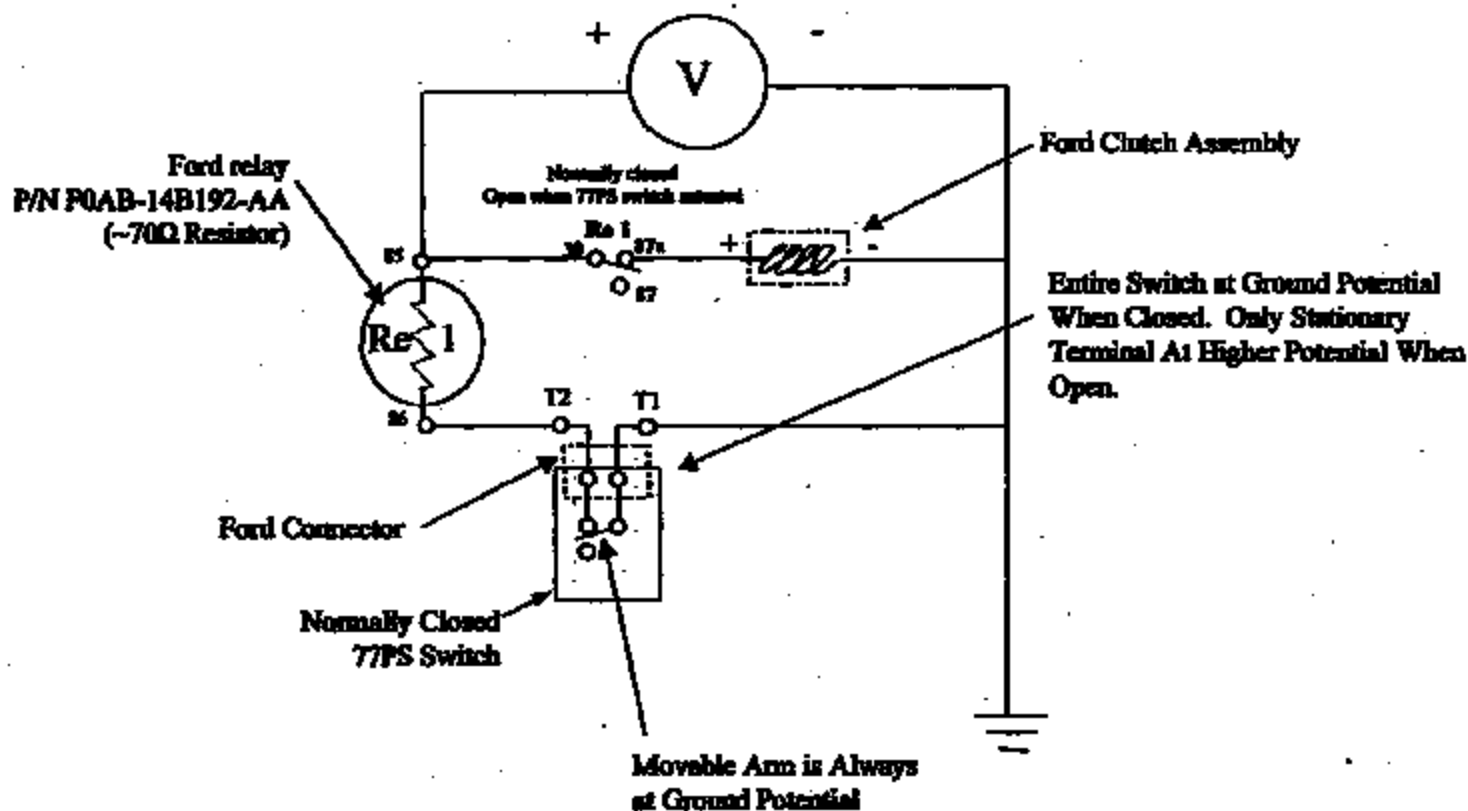 + -
V
Ford relay
P/N F0AB-14B192-AA
(~70Ω Resistor)
Normally closed
Open when 77PS switch actuated
Ford Clutch Assembly
85
30
Re 1
87a
+ -
87
Re 1
Entire Switch at Ground Potential
When Closed. Only Stationary
Terminal At Higher Potential When
Open.
86
T2
T1
Ford Connector
Normally Closed
77PS Switch
Movable Arm is Always
at Ground Potential